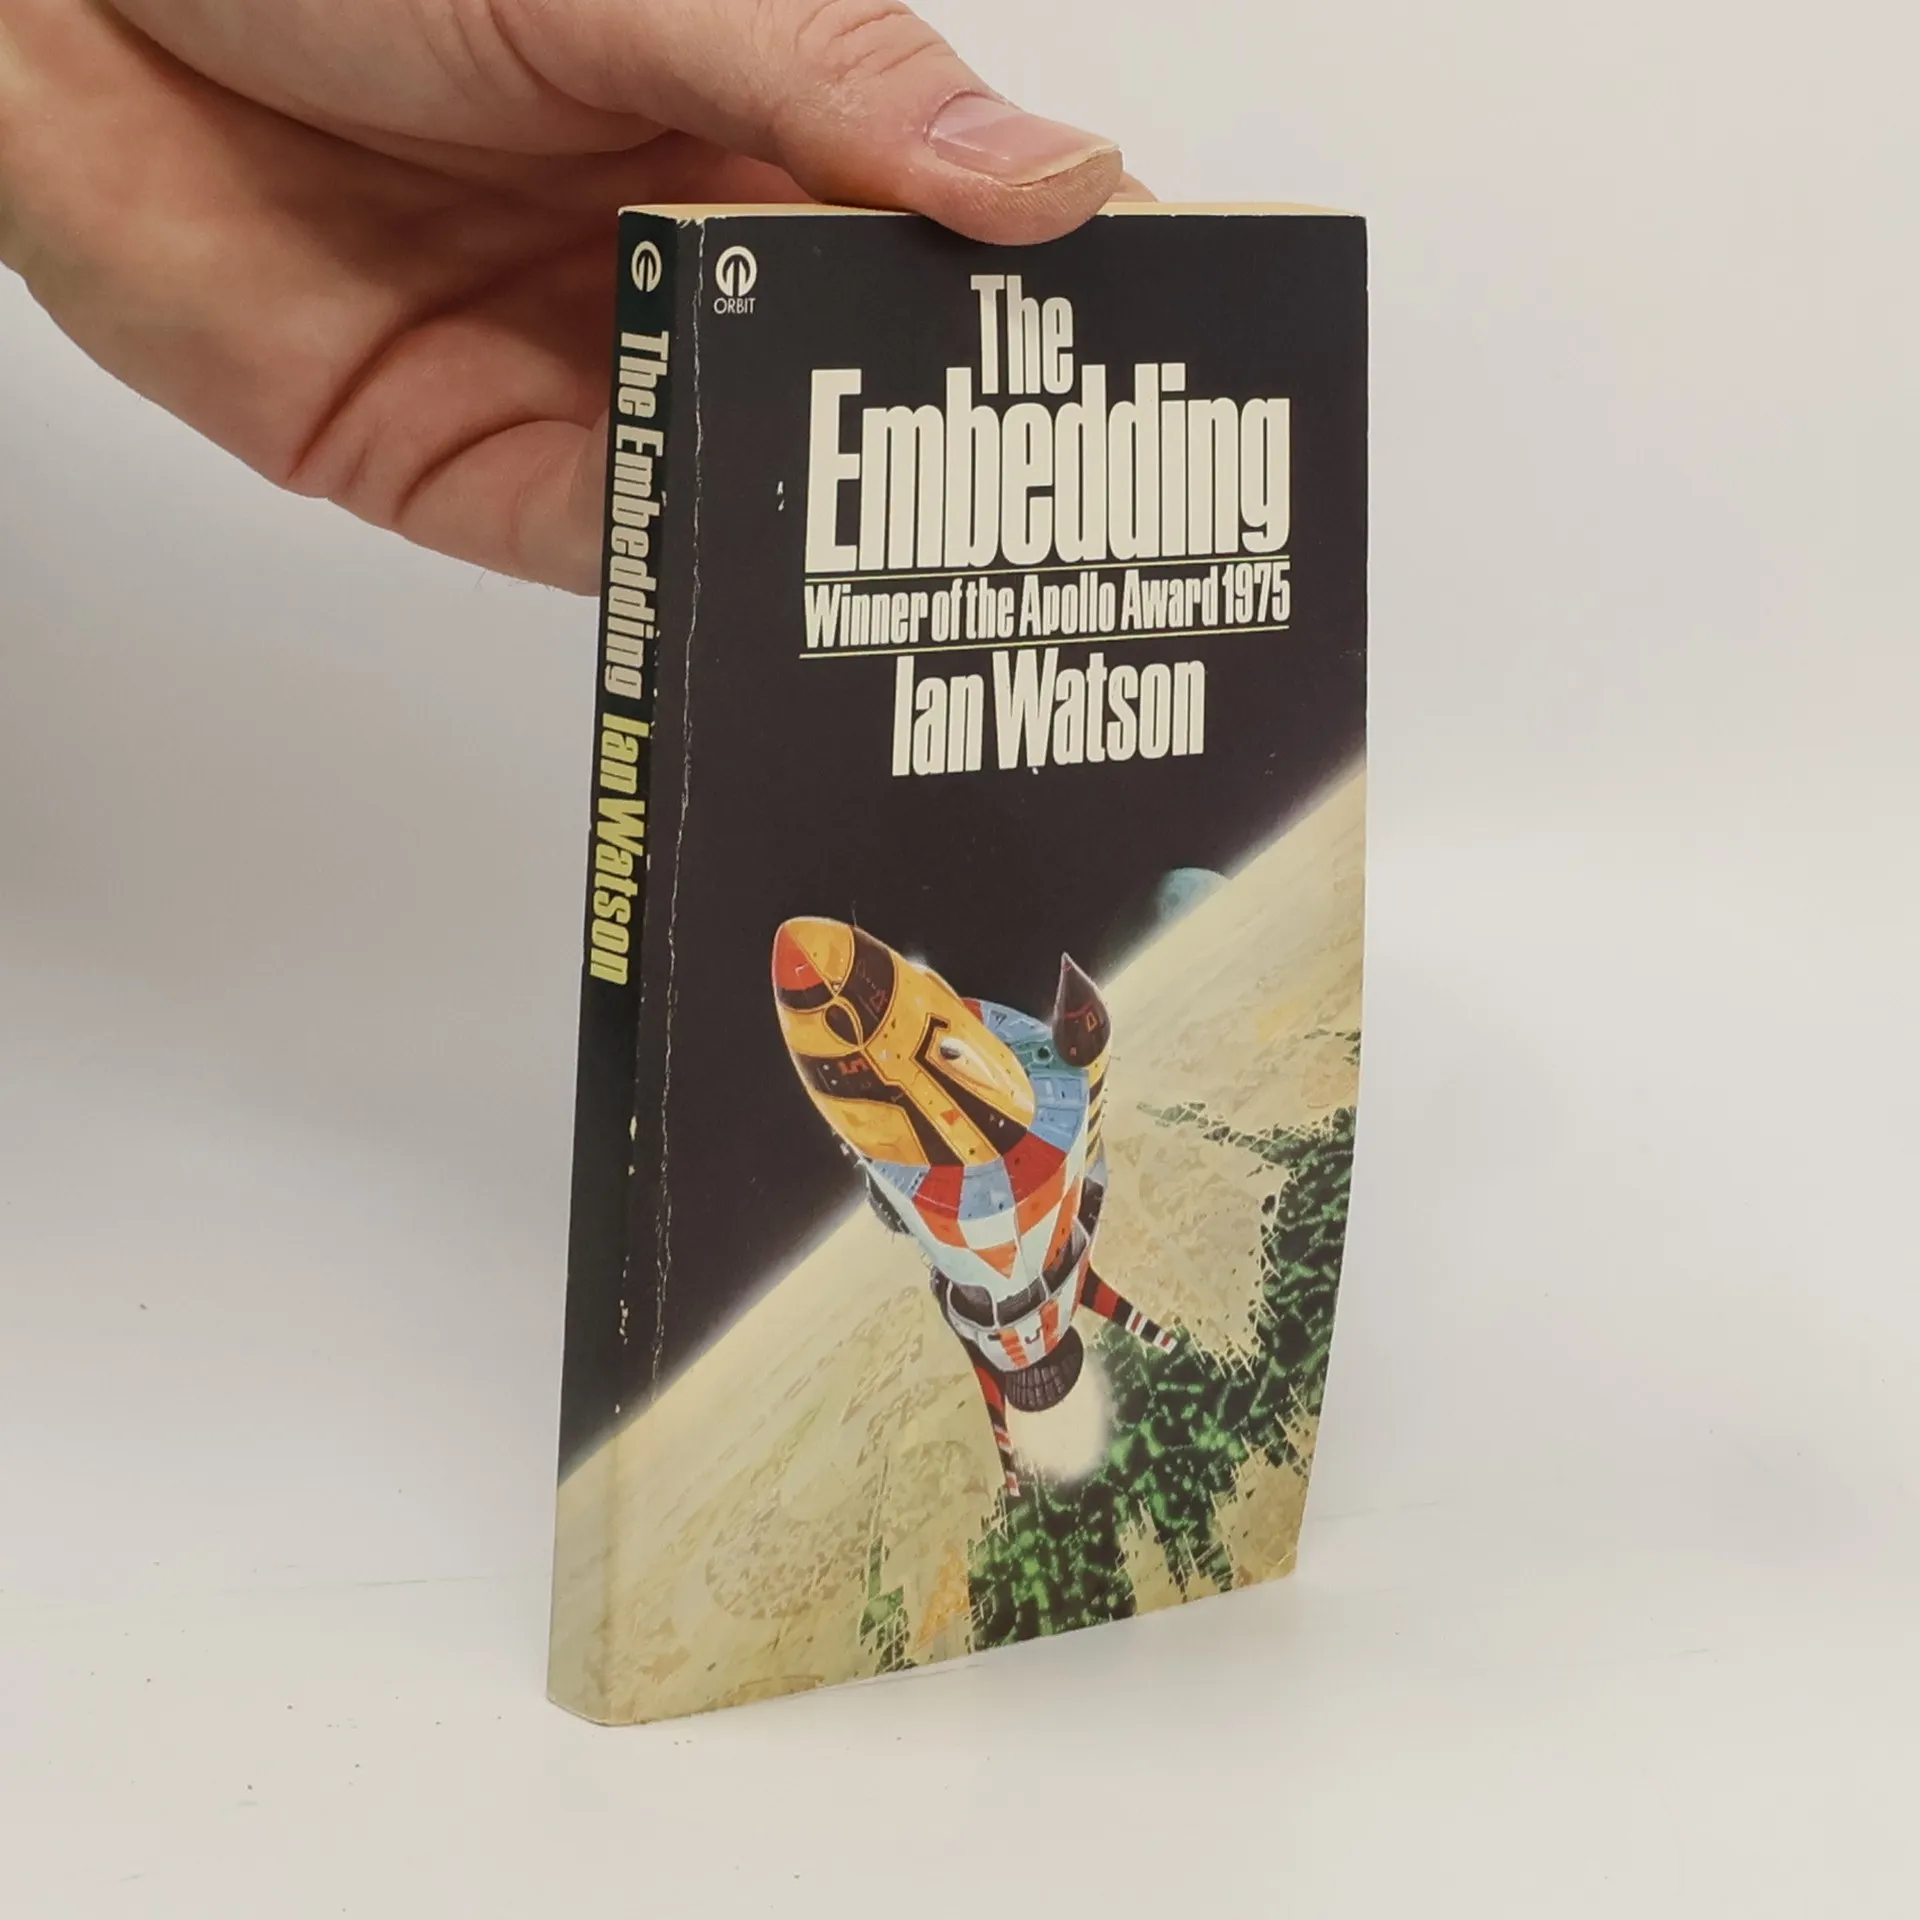 The Embedding Ian Watson
ORBIT
The
Embedding
Winner of the Apollo Award 1975
Ian Watson